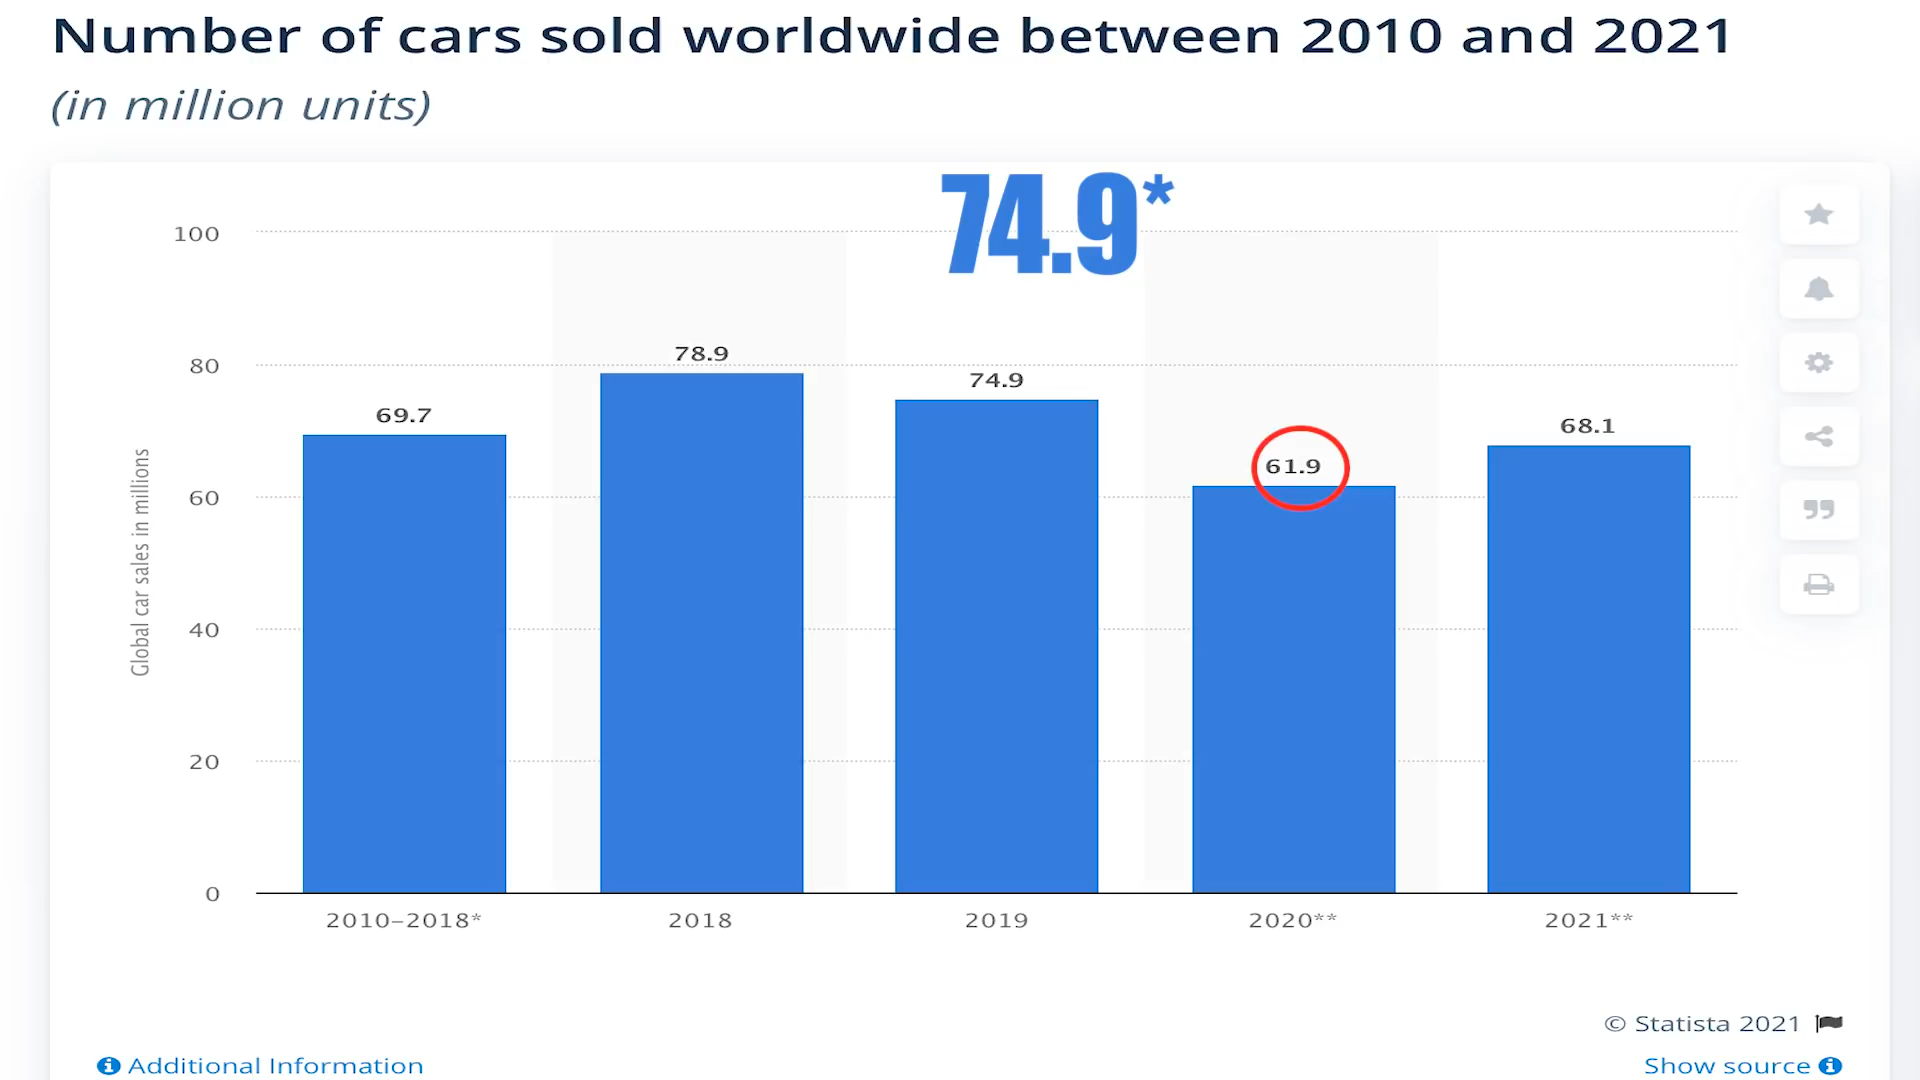 Number of cars sold worldwide between 2010 and 2021
(in million units)
74.9*
100
80
60
40
20
0
Global car sales in millions
69.7
78.9
74.9
61.9
68.1
2010–2018*
2018
2019
2020**
2021**
© Statista 2021
Additional Information
Show source